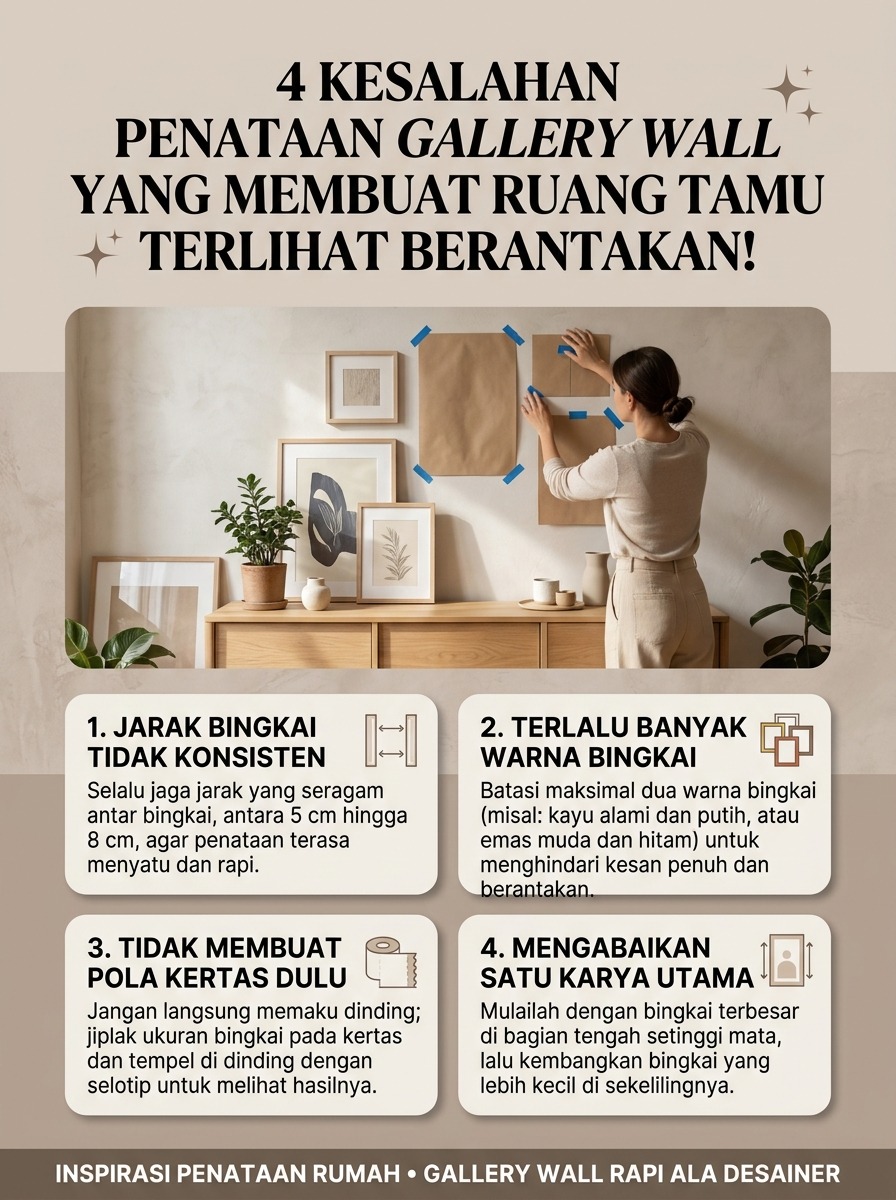 4 KESALAHAN
PENATAAN GALLERY WALL
YANG MEMBUAT RUANG TAMU
TERLIHAT BERANTAKAN!
1. JARAK BINGKAI
TIDAK KONSISTEN
Selalu jaga jarak yang seragam
antar bingkai, antara 5 cm hingga
8 cm, agar penataan terasa
menyatu dan rapi.
2. TERLALU BANYAK
WARNA BINGKAI
Batasi maksimal dua warna bingkai
(misal: kayu alami dan putih, atau
emas muda dan hitam) untuk
menghindari kesan penuh dan
berantakan.
3. TIDAK MEMBUAT
POLA KERTAS DULU
Jangan langsung memaku dinding;
jiplak ukuran bingkai pada kertas
dan tempel di dinding dengan
selotip untuk melihat hasilnya.
4. MENGABAIKAN
SATU KARYA UTAMA
Mulailah dengan bingkai terbesar
di bagian tengah setinggi mata,
lalu kembangkan bingkai yang
lebih kecil di sekelilingnya.
INSPIRASI PENATAAN RUMAH • GALLERY WALL RAPI ALA DESAINER